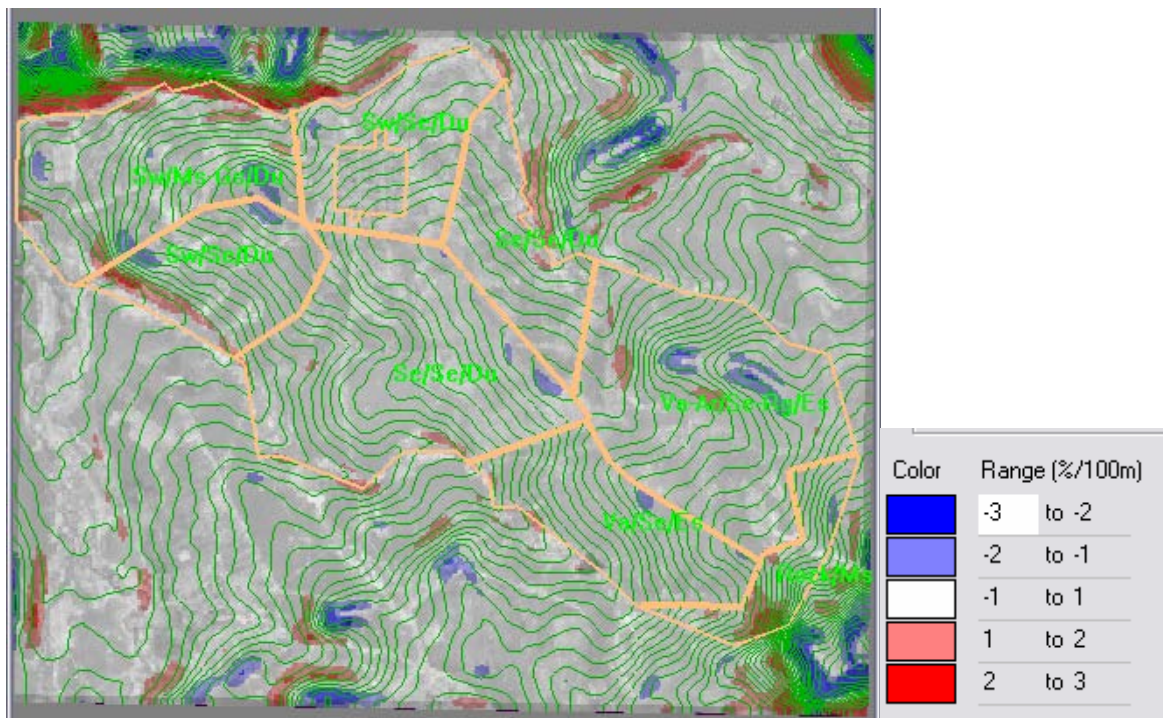 Sw/Se/Du
Sw/Se/Du
Se/Se/Du
Se/Se/Du
Va/Se/Es
Color Range (%/100m)
-3 to -2
-2 to -1
-1 to 1
1 to 2
2 to 3